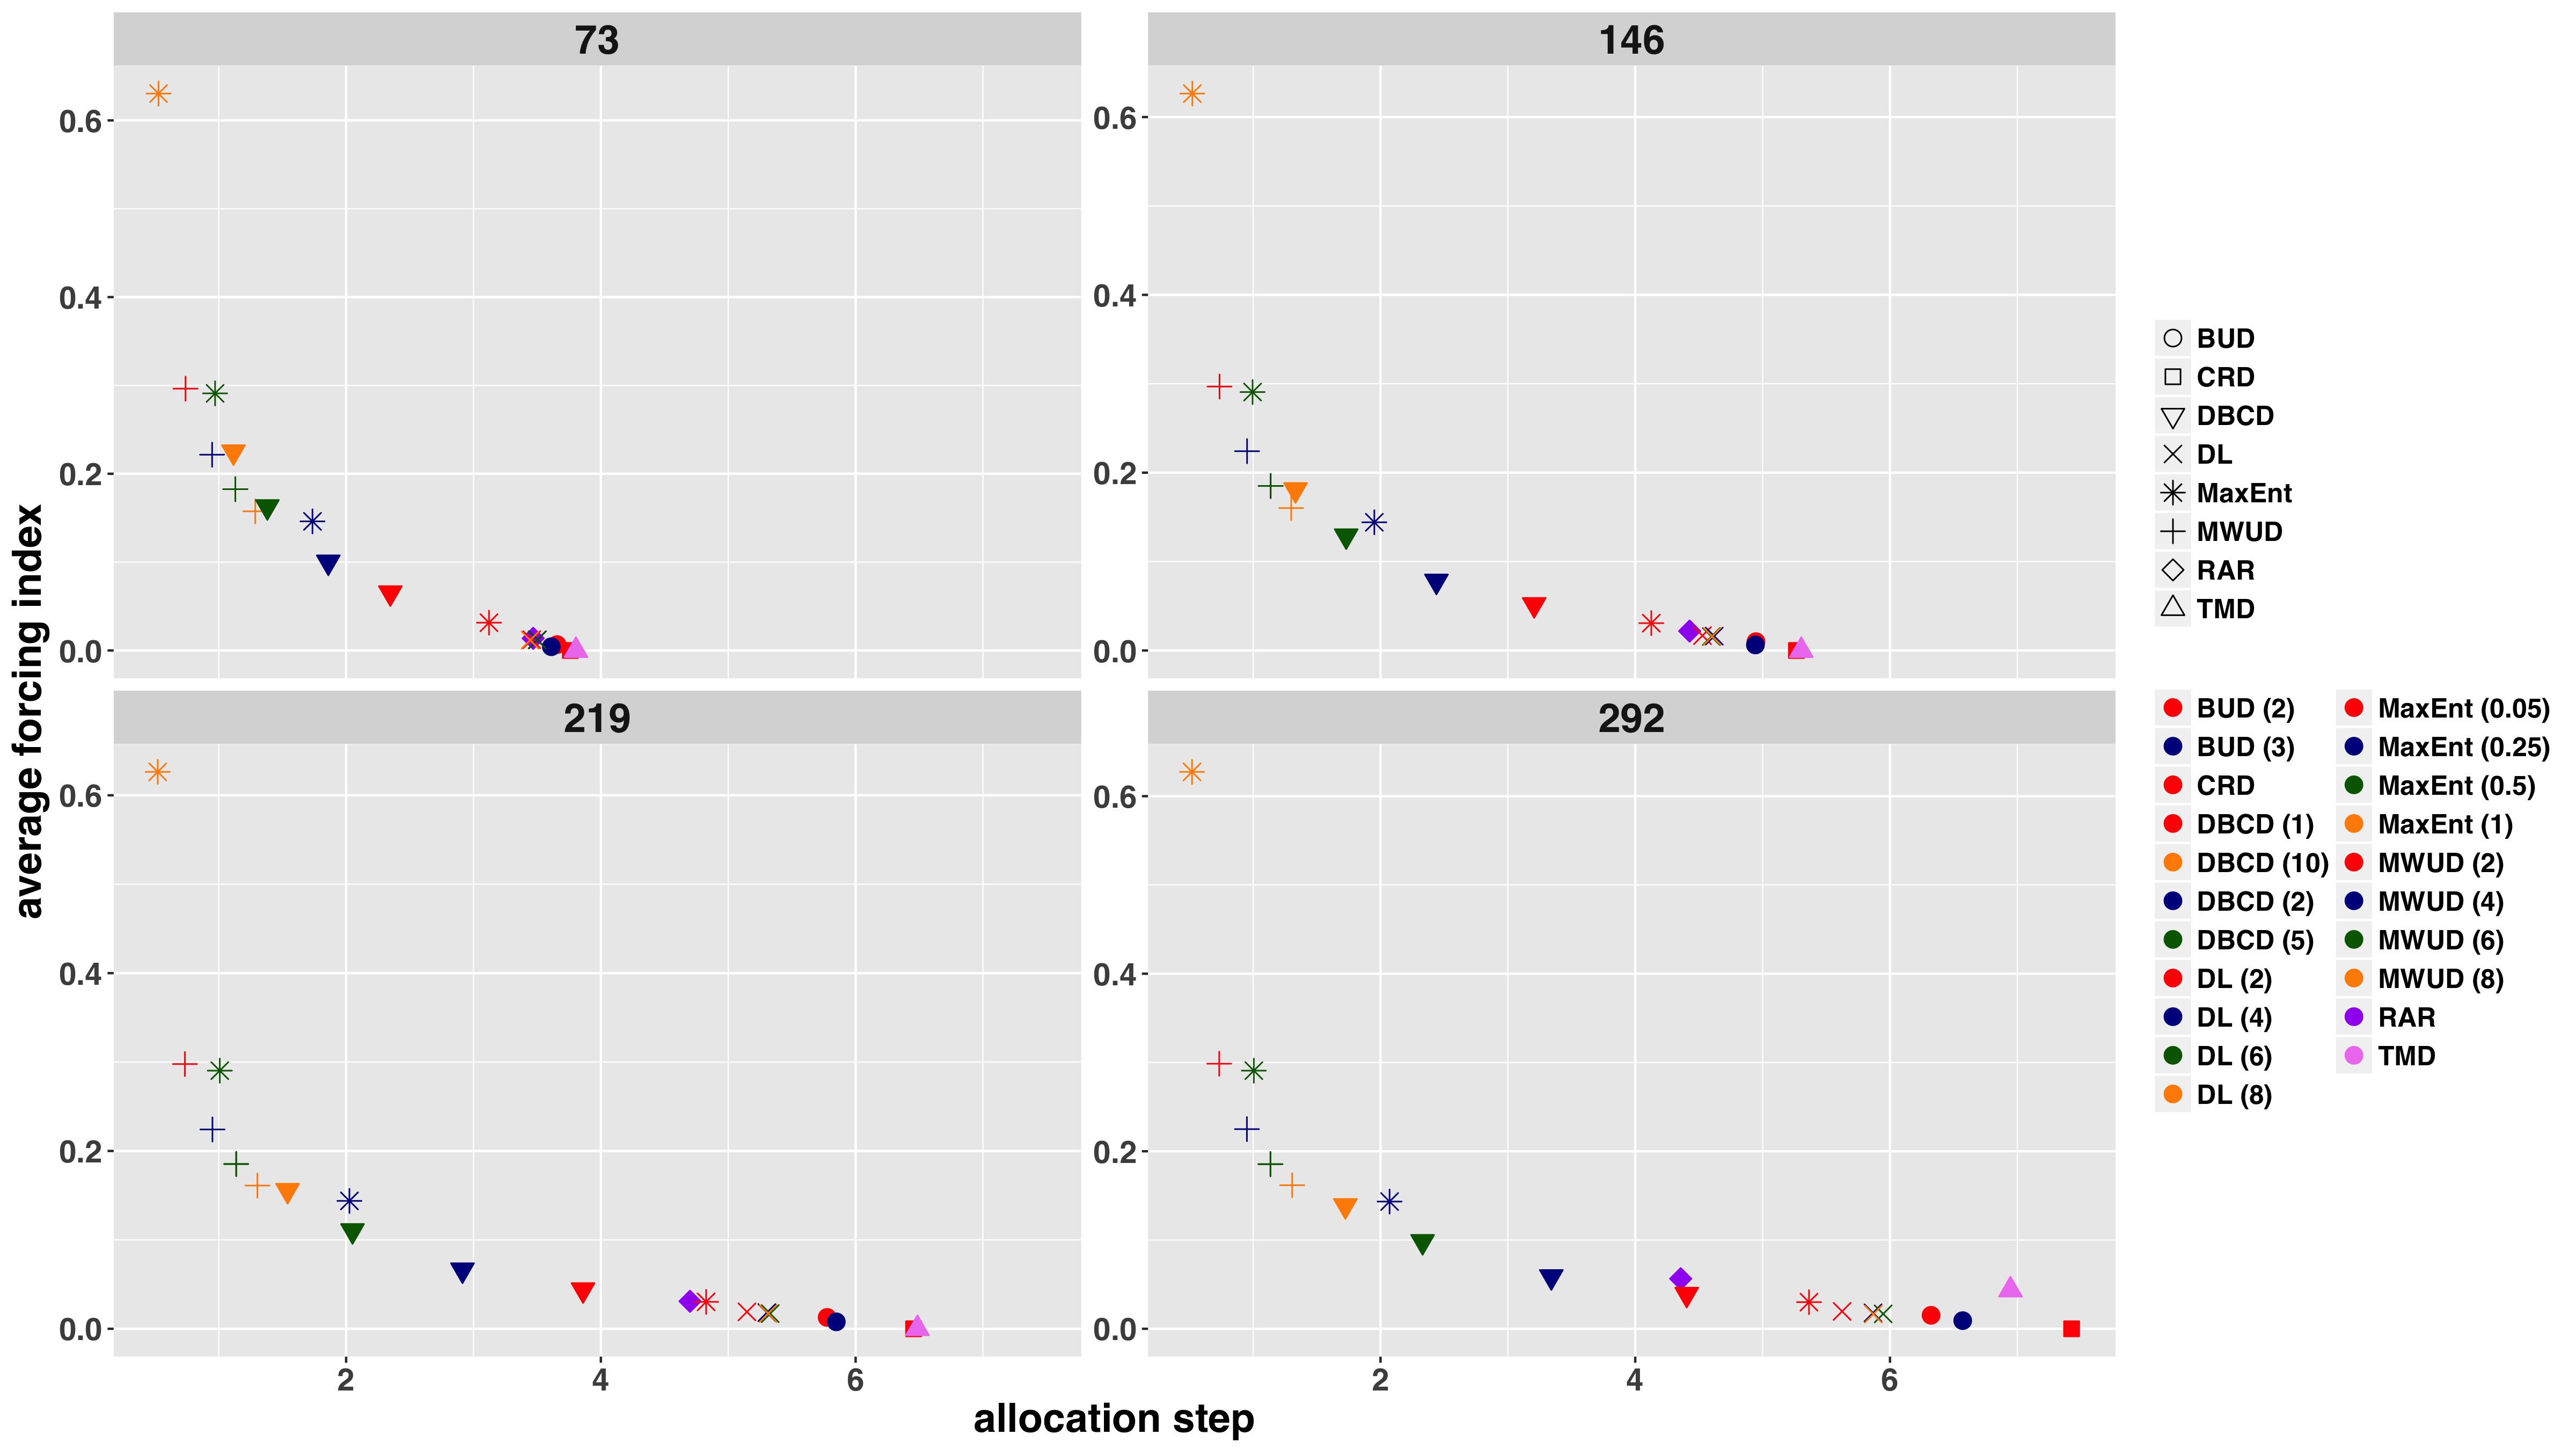 73
146
0.6
0.4
0.2
0.0
0.6
0.4
0.2
0.0
219
292
0.6
0.4
0.2
0.0
0.6
0.4
0.2
0.0
2 4 6
2 4 6
allocation step
average forcing index
BUD
CRD
DBCD
DL
MaxEnt
MWUD
RAR
TMD
BUD (2)
BUD (3)
CRD
DBCD (1)
DBCD (10)
DBCD (2)
DBCD (5)
DL (2)
DL (4)
DL (6)
DL (8)
MaxEnt (0.05)
MaxEnt (0.25)
MaxEnt (0.5)
MaxEnt (1)
MWUD (2)
MWUD (4)
MWUD (6)
MWUD (8)
RAR
TMD